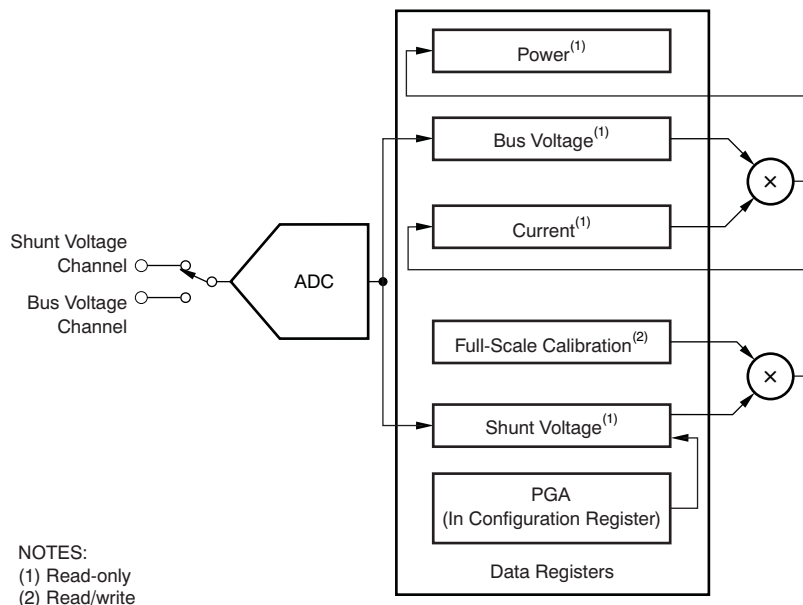 Power(1)
Bus Voltage(1)
×
Current(1)
Shunt Voltage
Channel
ADC
Bus Voltage
Channel
Full-Scale Calibration(2)
×
Shunt Voltage(1)
PGA
(In Configuration Register)
Data Registers
NOTES:
(1) Read-only
(2) Read/write